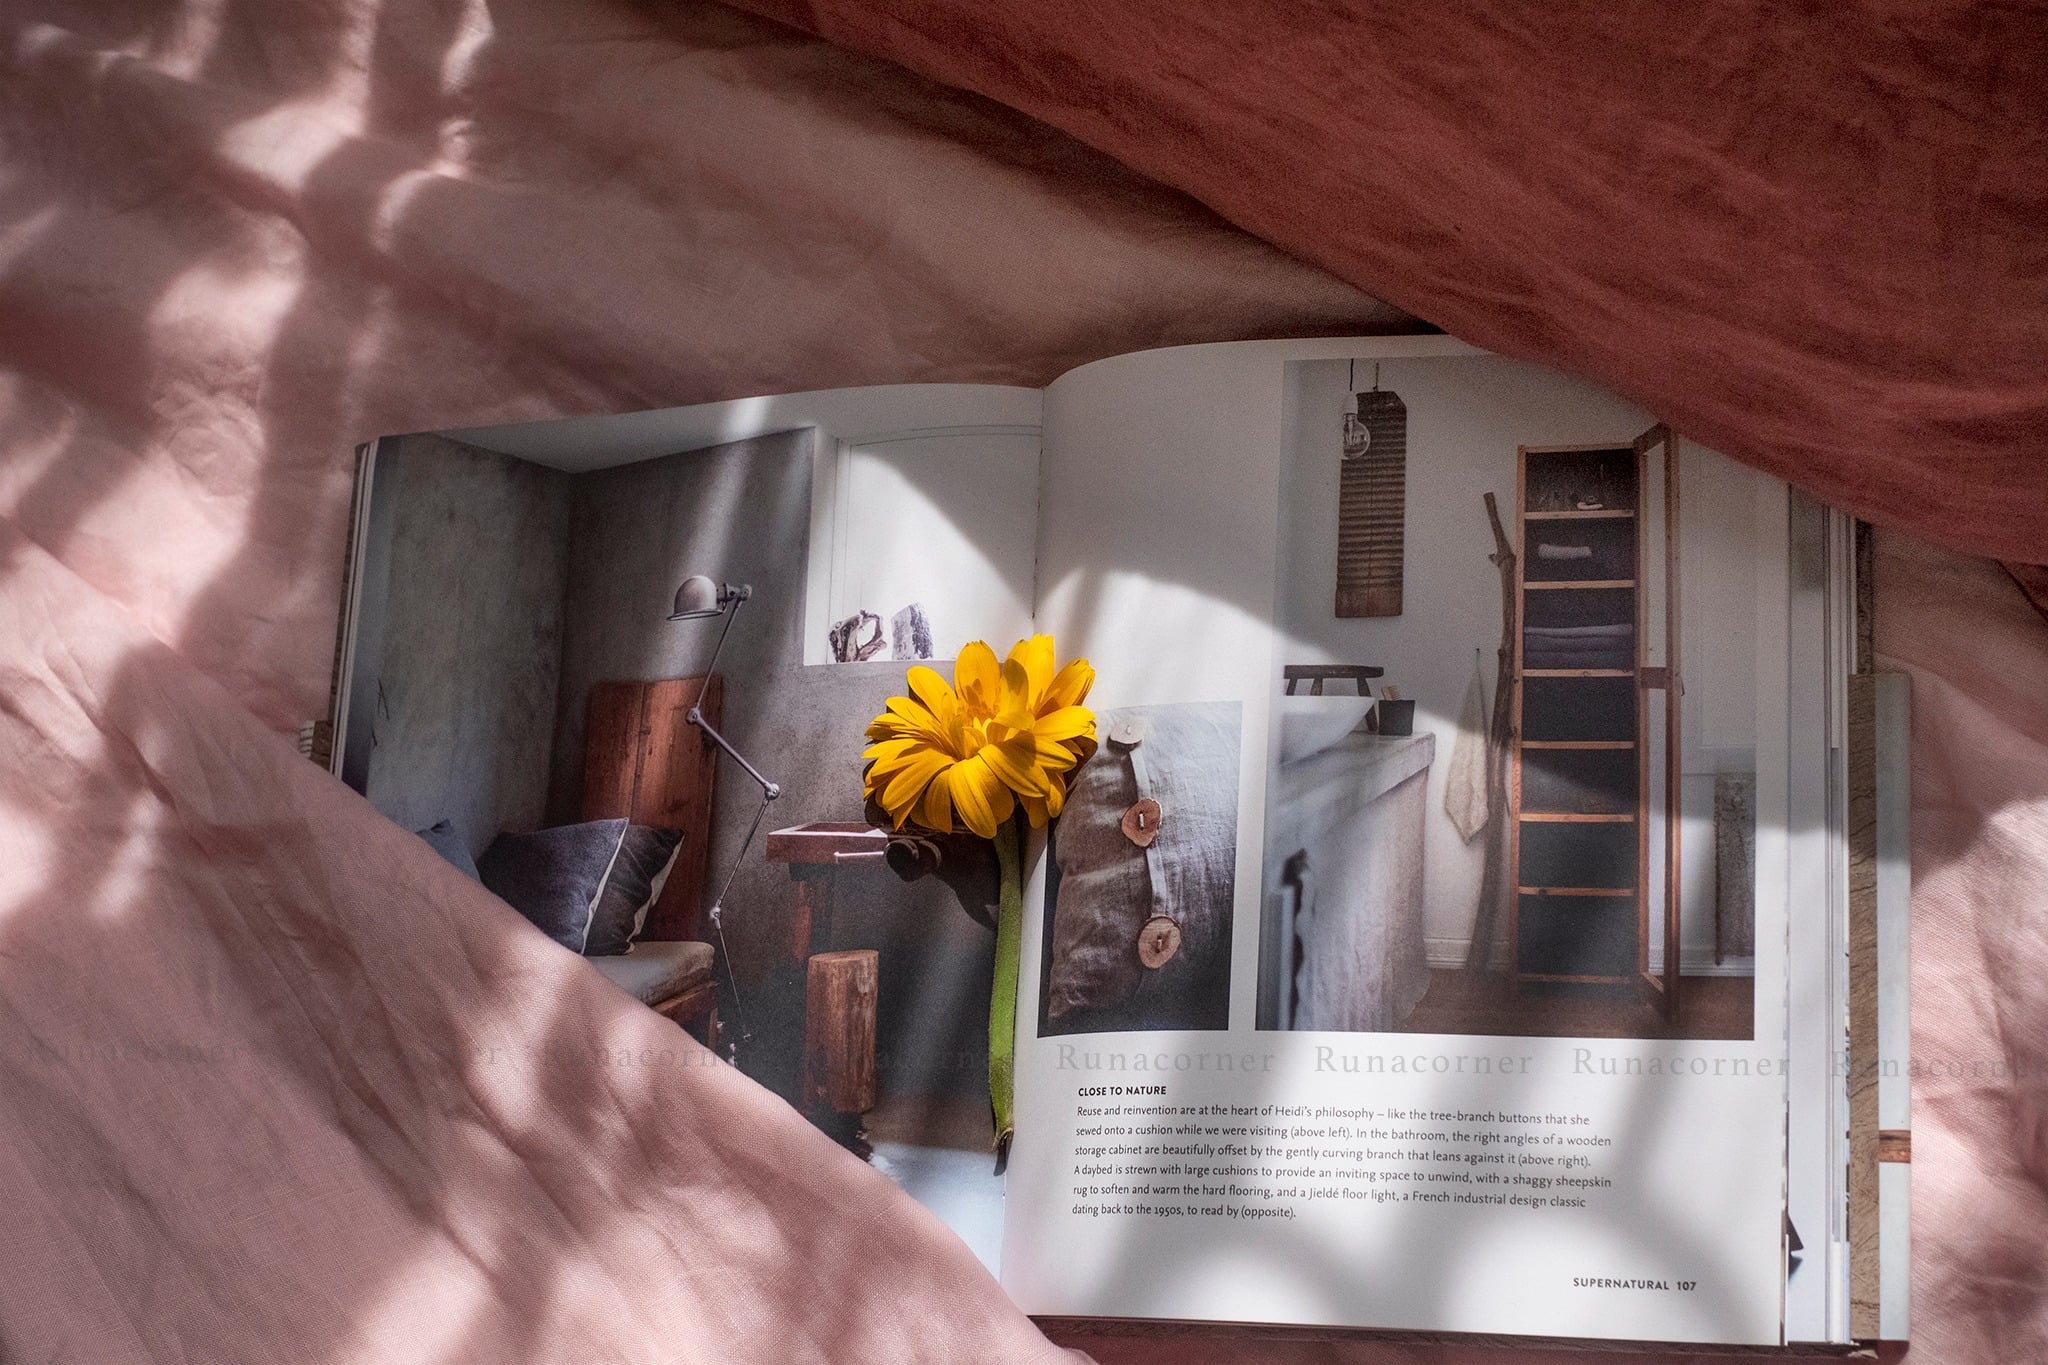 Runacorner Runacorner Runacorner Runacorner Runacorner
CLOSE TO NATURE
Reuse and reinvention are at the heart of Heidi's philosophy – like the tree-branch buttons that she
sewed onto a cushion while we were visiting (above left). In the bathroom, the right angles of a wooden
storage cabinet are beautifully offset by the gently curving branch that leans against it (above right).
A daybed is strewn with large cushions to provide an inviting space to unwind, with a shaggy sheepskin
rug to soften and warm the hard flooring, and a Jieldé floor light, a French industrial design classic
dating back to the 1950s, to read by (opposite).
SUPERNATURAL 107